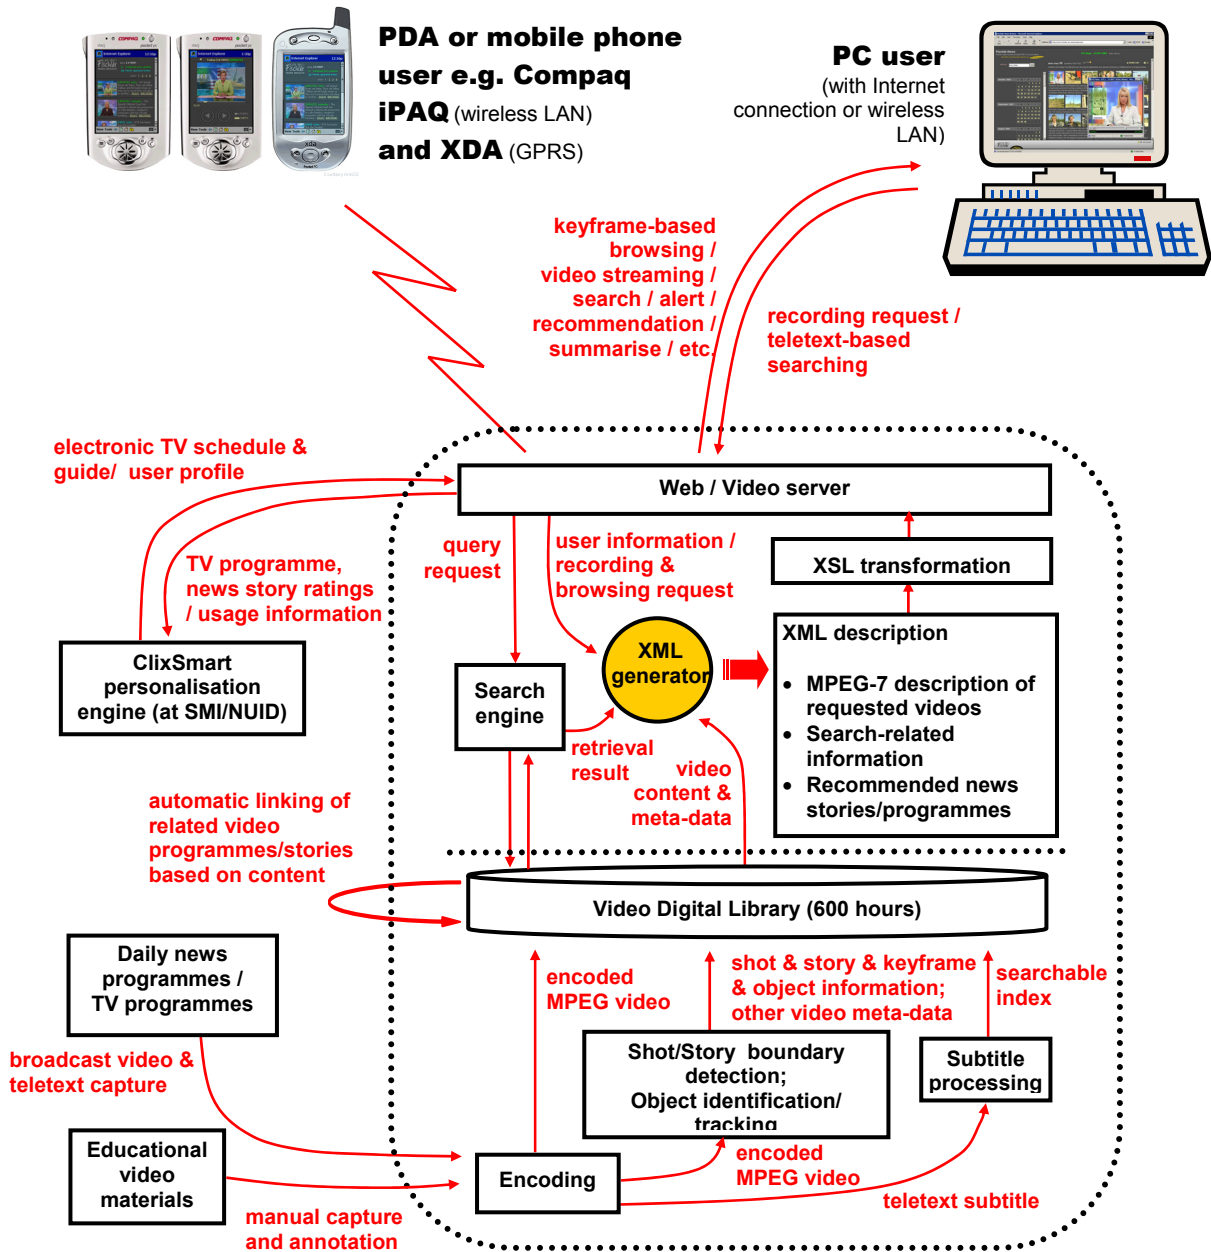 COMPAQ
COMPAQ
Internet Explorer
Internet Explorer
xda
PDA or mobile phone
user e.g. Compaq
iPAQ (wireless LAN)
and XDA (GPRS)
PC user
(with Internet
connection or wireless
LAN)
keyframe-based
browsing /
video streaming /
search / alert /
recommendation /
summarise / etc.
recording request /
teletext-based
searching
electronic TV schedule &
guide/ user profile
Web / Video server
TV programme,
news story ratings
/ usage information
query
request
user information /
recording &
browsing request
XSL transformation
ClixSmart
personalisation
engine (at SMI/NUID)
XML
generator
XML description
• MPEG-7 description of
requested videos
• Search-related
information
• Recommended news
stories/programmes
Search
engine
retrieval
result
video
content &
meta-data
automatic linking of
related video
programmes/stories
based on content
Video Digital Library (600 hours)
Daily news
programmes /
TV programmes
encoded
MPEG video
shot & story & keyframe
& object information;
other video meta-data
searchable
index
broadcast video &
teletext capture
Shot/Story boundary
detection;
Object identification/
tracking
Subtitle
processing
Educational
video
materials
Encoding
encoded
MPEG video
teletext subtitle
manual capture
and annotation